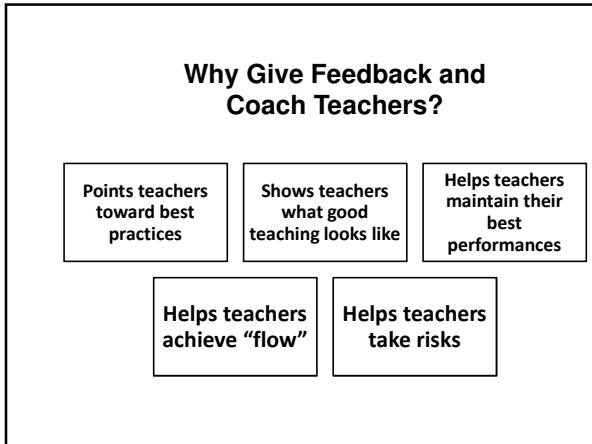 Why Give Feedback and
Coach Teachers?
Points teachers
toward best
practices
Shows teachers
what good
teaching looks like
Helps teachers
maintain their
best
performances
Helps teachers
achieve “flow”
Helps teachers
take risks